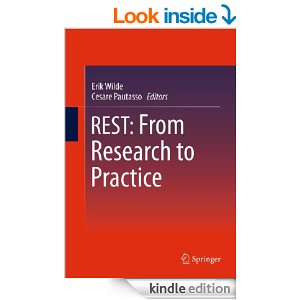 Look inside
Erik Wilde
Cesare Pautasso Editors
REST: From
Research to
Practice
Springer
kindle edition